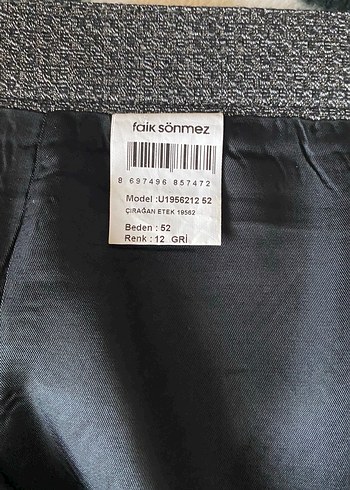 faik sönmez
8 697496 857472
Model :U1956212 52
ÇIRAĞAN ETEK 19562
Beden : 52
Renk : 12 GRİ